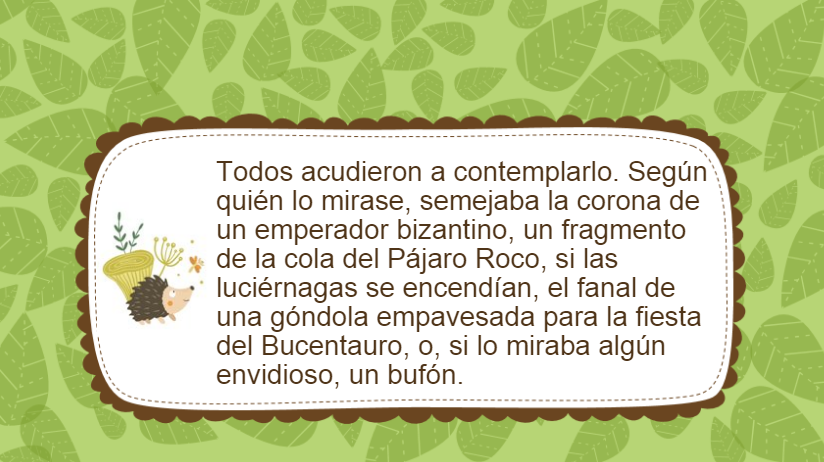 Todos acudieron a contemplarlo. Según
quién lo mirase, semejaba la corona de
un emperador bizantino, un fragmento
de la cola del Pájaro Roco, si las
luciérnagas se encendían, el fanal de
una góndola empavesada para la fiesta
del Bucentauro, o, si lo miraba algún
envidioso, un bufón.